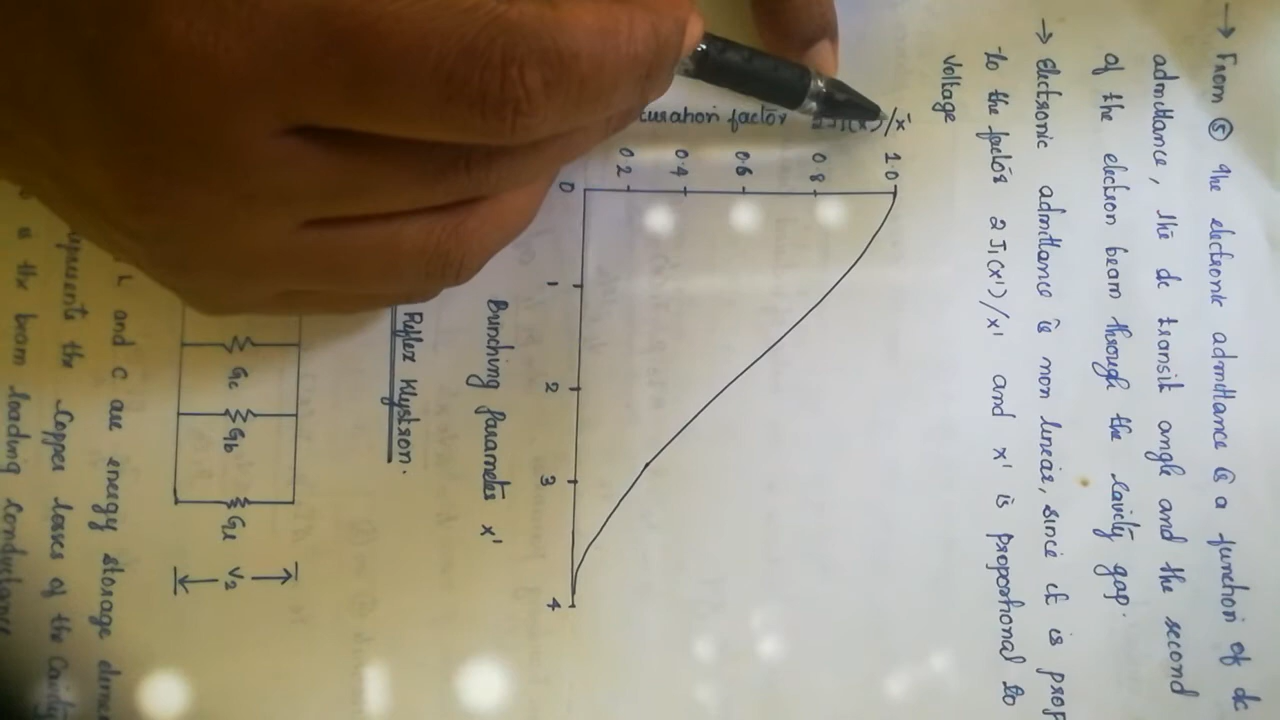 → From ⑤ the electronic admittance is a function of dc
admittance, the dc transit angle and the second
of the electron beam through the cavity gap.
→ Electronic admittance is non linear, since it is prop
to the factor 2J₁(x')/x' and x' is proportional to
voltage
factor
1.0
0.8
0.6
0.4
0.2
0
1
2
3
4
Bunching parameter x'
Reflex Klystron.
Gc
Gb
Gl
V2
L and C are energy storage
the Copper losses of the Cavity
is the beam loading conductance